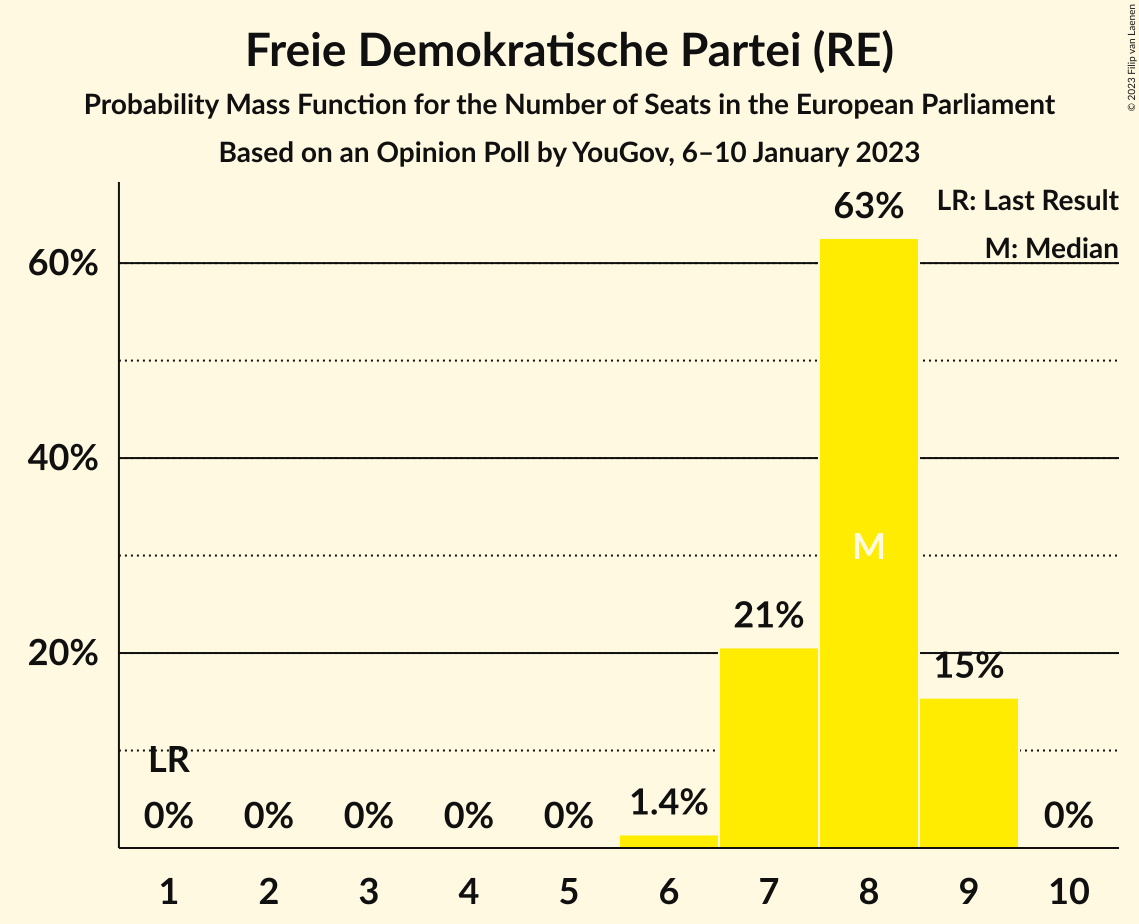 Freie Demokratische Partei (RE)
Probability Mass Function for the Number of Seats in the European Parliament
Based on an Opinion Poll by YouGov, 6–10 January 2023
© 2023 Filip van Laenen
LR: Last Result
M: Median
60%
40%
20%
63%
M
21%
15%
LR
0%
0%
0%
0%
0%
1.4%
0%
1 2 3 4 5 6 7 8 9 10